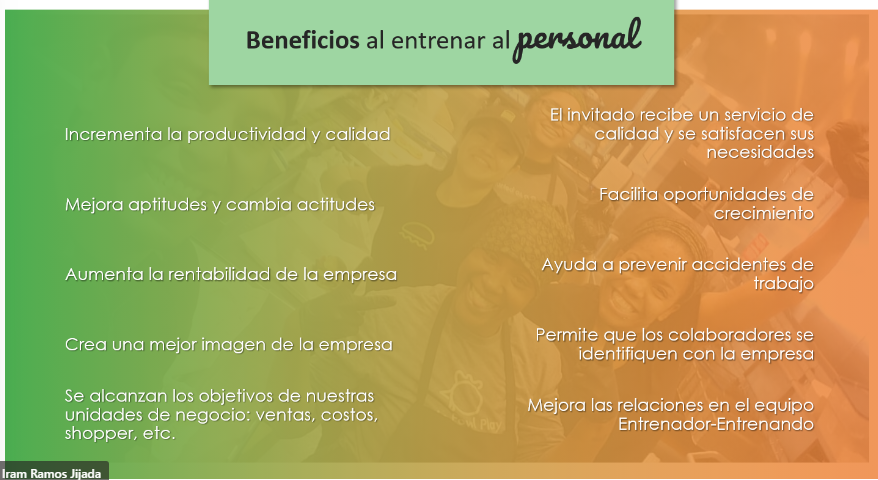 Beneficios al entrenar al personal
Incrementa la productividad y calidad
Mejora aptitudes y cambia actitudes
Aumenta la rentabilidad de la empresa
Crea una mejor imagen de la empresa
Se alcanzan los objetivos de nuestras
unidades de negocio: ventas, costos,
shopper, etc.
El invitado recibe un servicio de
calidad y se satisfacen sus
necesidades
Facilita oportunidades de
crecimiento
Ayuda a prevenir accidentes de
trabajo
Permite que los colaboradores se
identifiquen con la empresa
Mejora las relaciones en el equipo
Entrenador-Entrenando
Iram Ramos Jijada